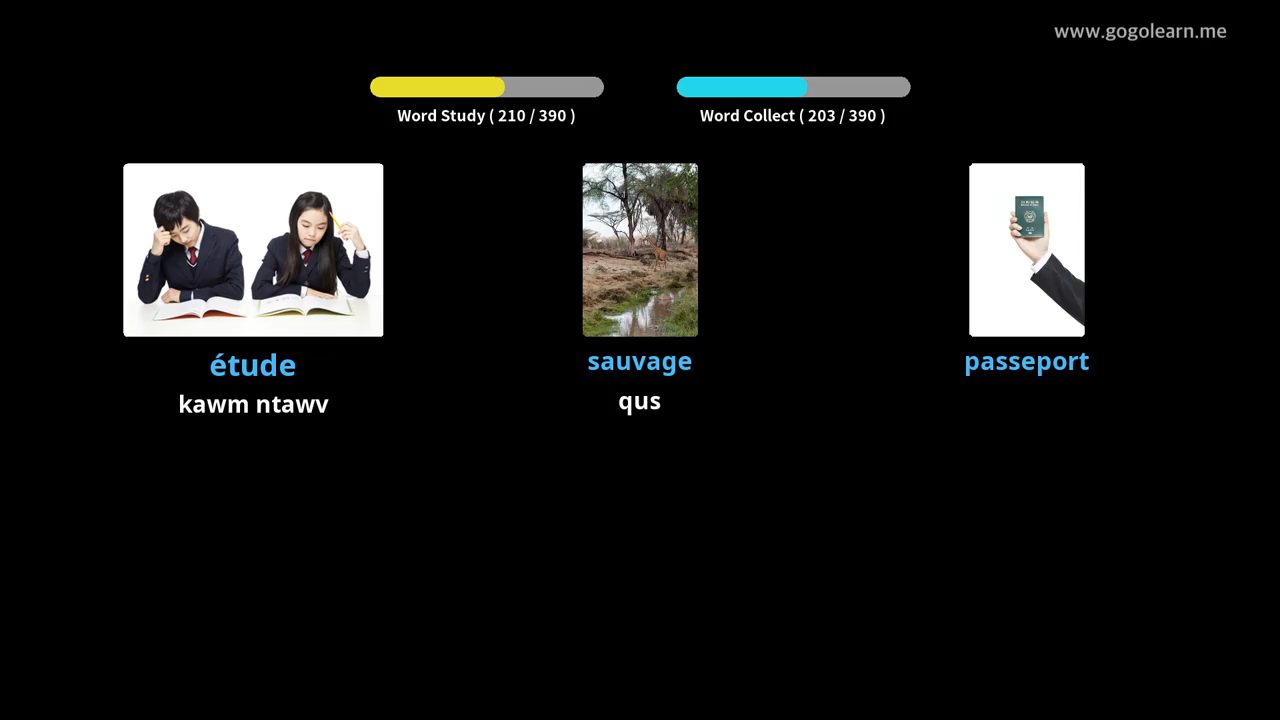 www.gogolearn.me
Word Study ( 210 / 390 )
Word Collect ( 203 / 390 )
étude
kawm ntawv
sauvage
qus
passeport